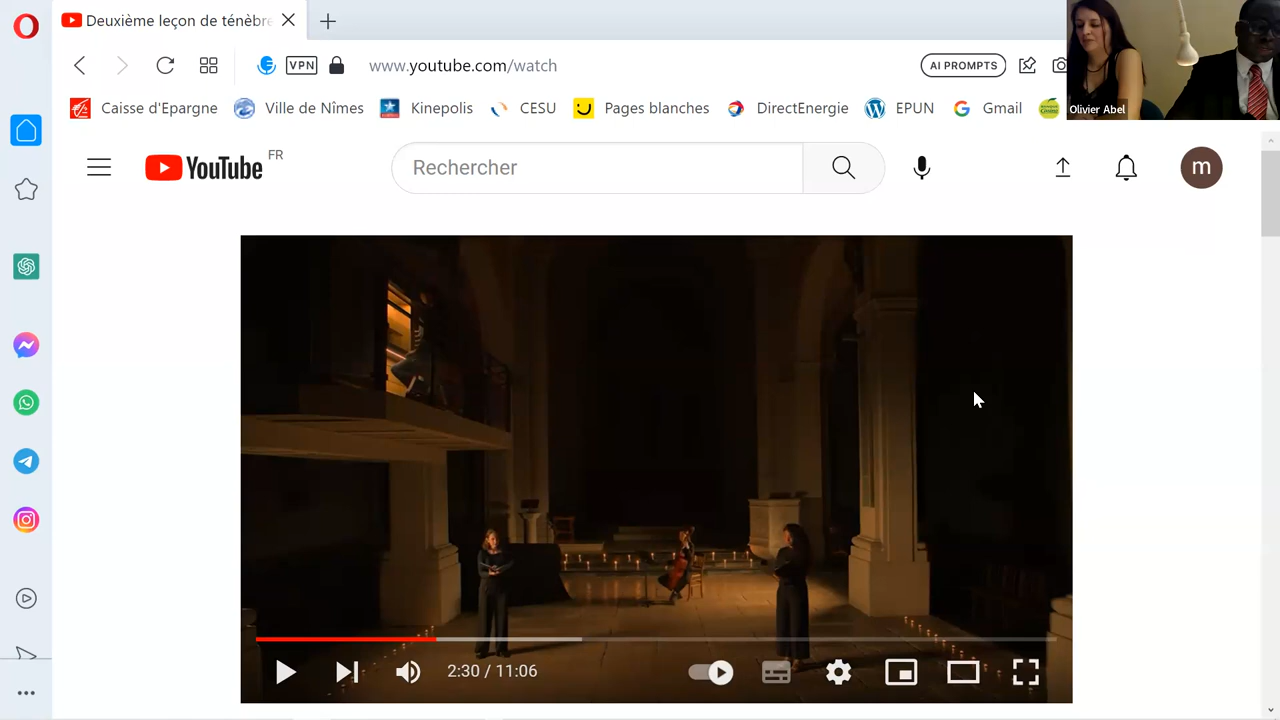 Deuxième leçon de ténèbre
VPN
www.youtube.com/watch
AI PROMPTS
Olivier Abel
Caisse d'Epargne
Ville de Nîmes
Kinepolis
CESU
Pages blanches
DirectEnergie
EPUN
Gmail
YouTube FR
Rechercher
m
2:30 / 11:06